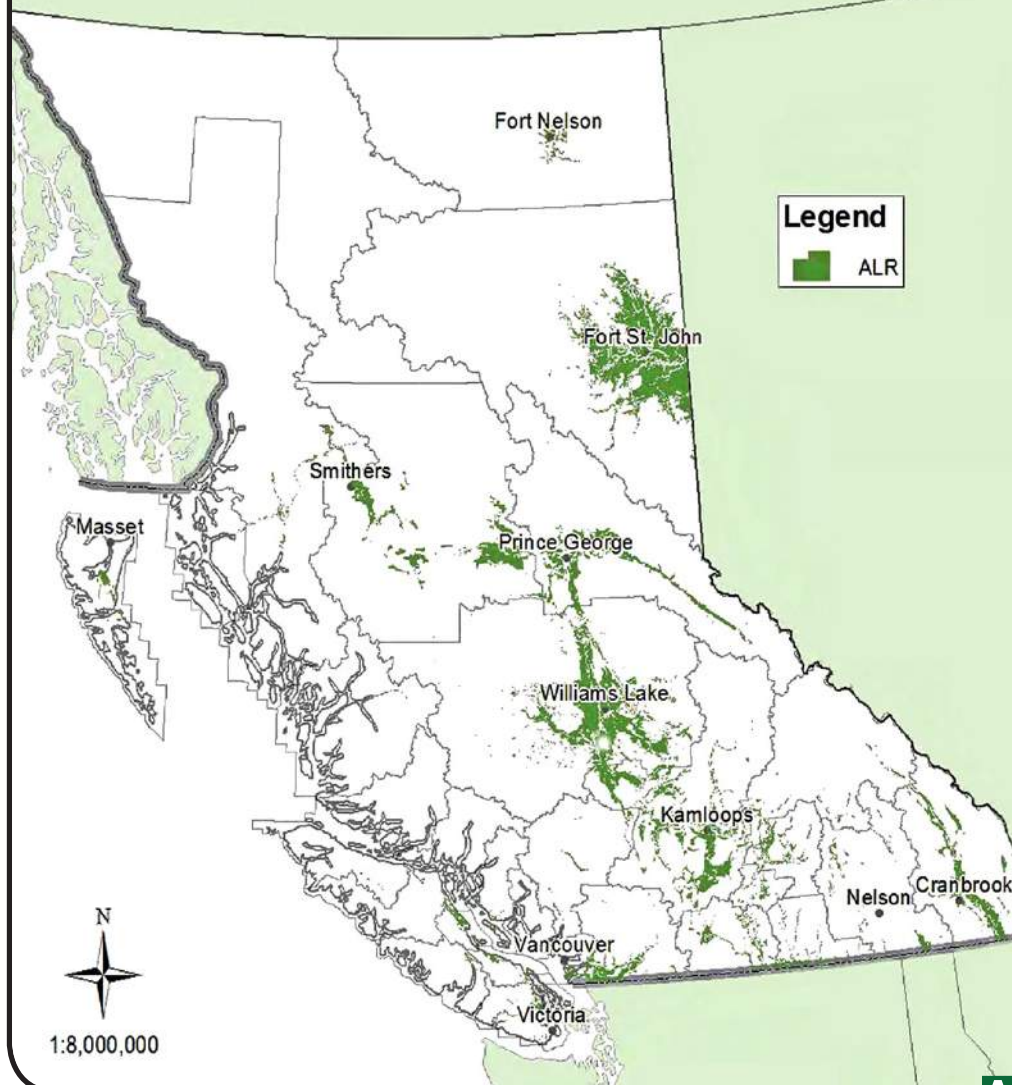 Fort Nelson
Legend
ALR
Fort St. John
Smithers
Masset
Prince George
Williams Lake
Kamloops
Nelson
Cranbrook
Vancouver
Victoria
N
1:8,000,000